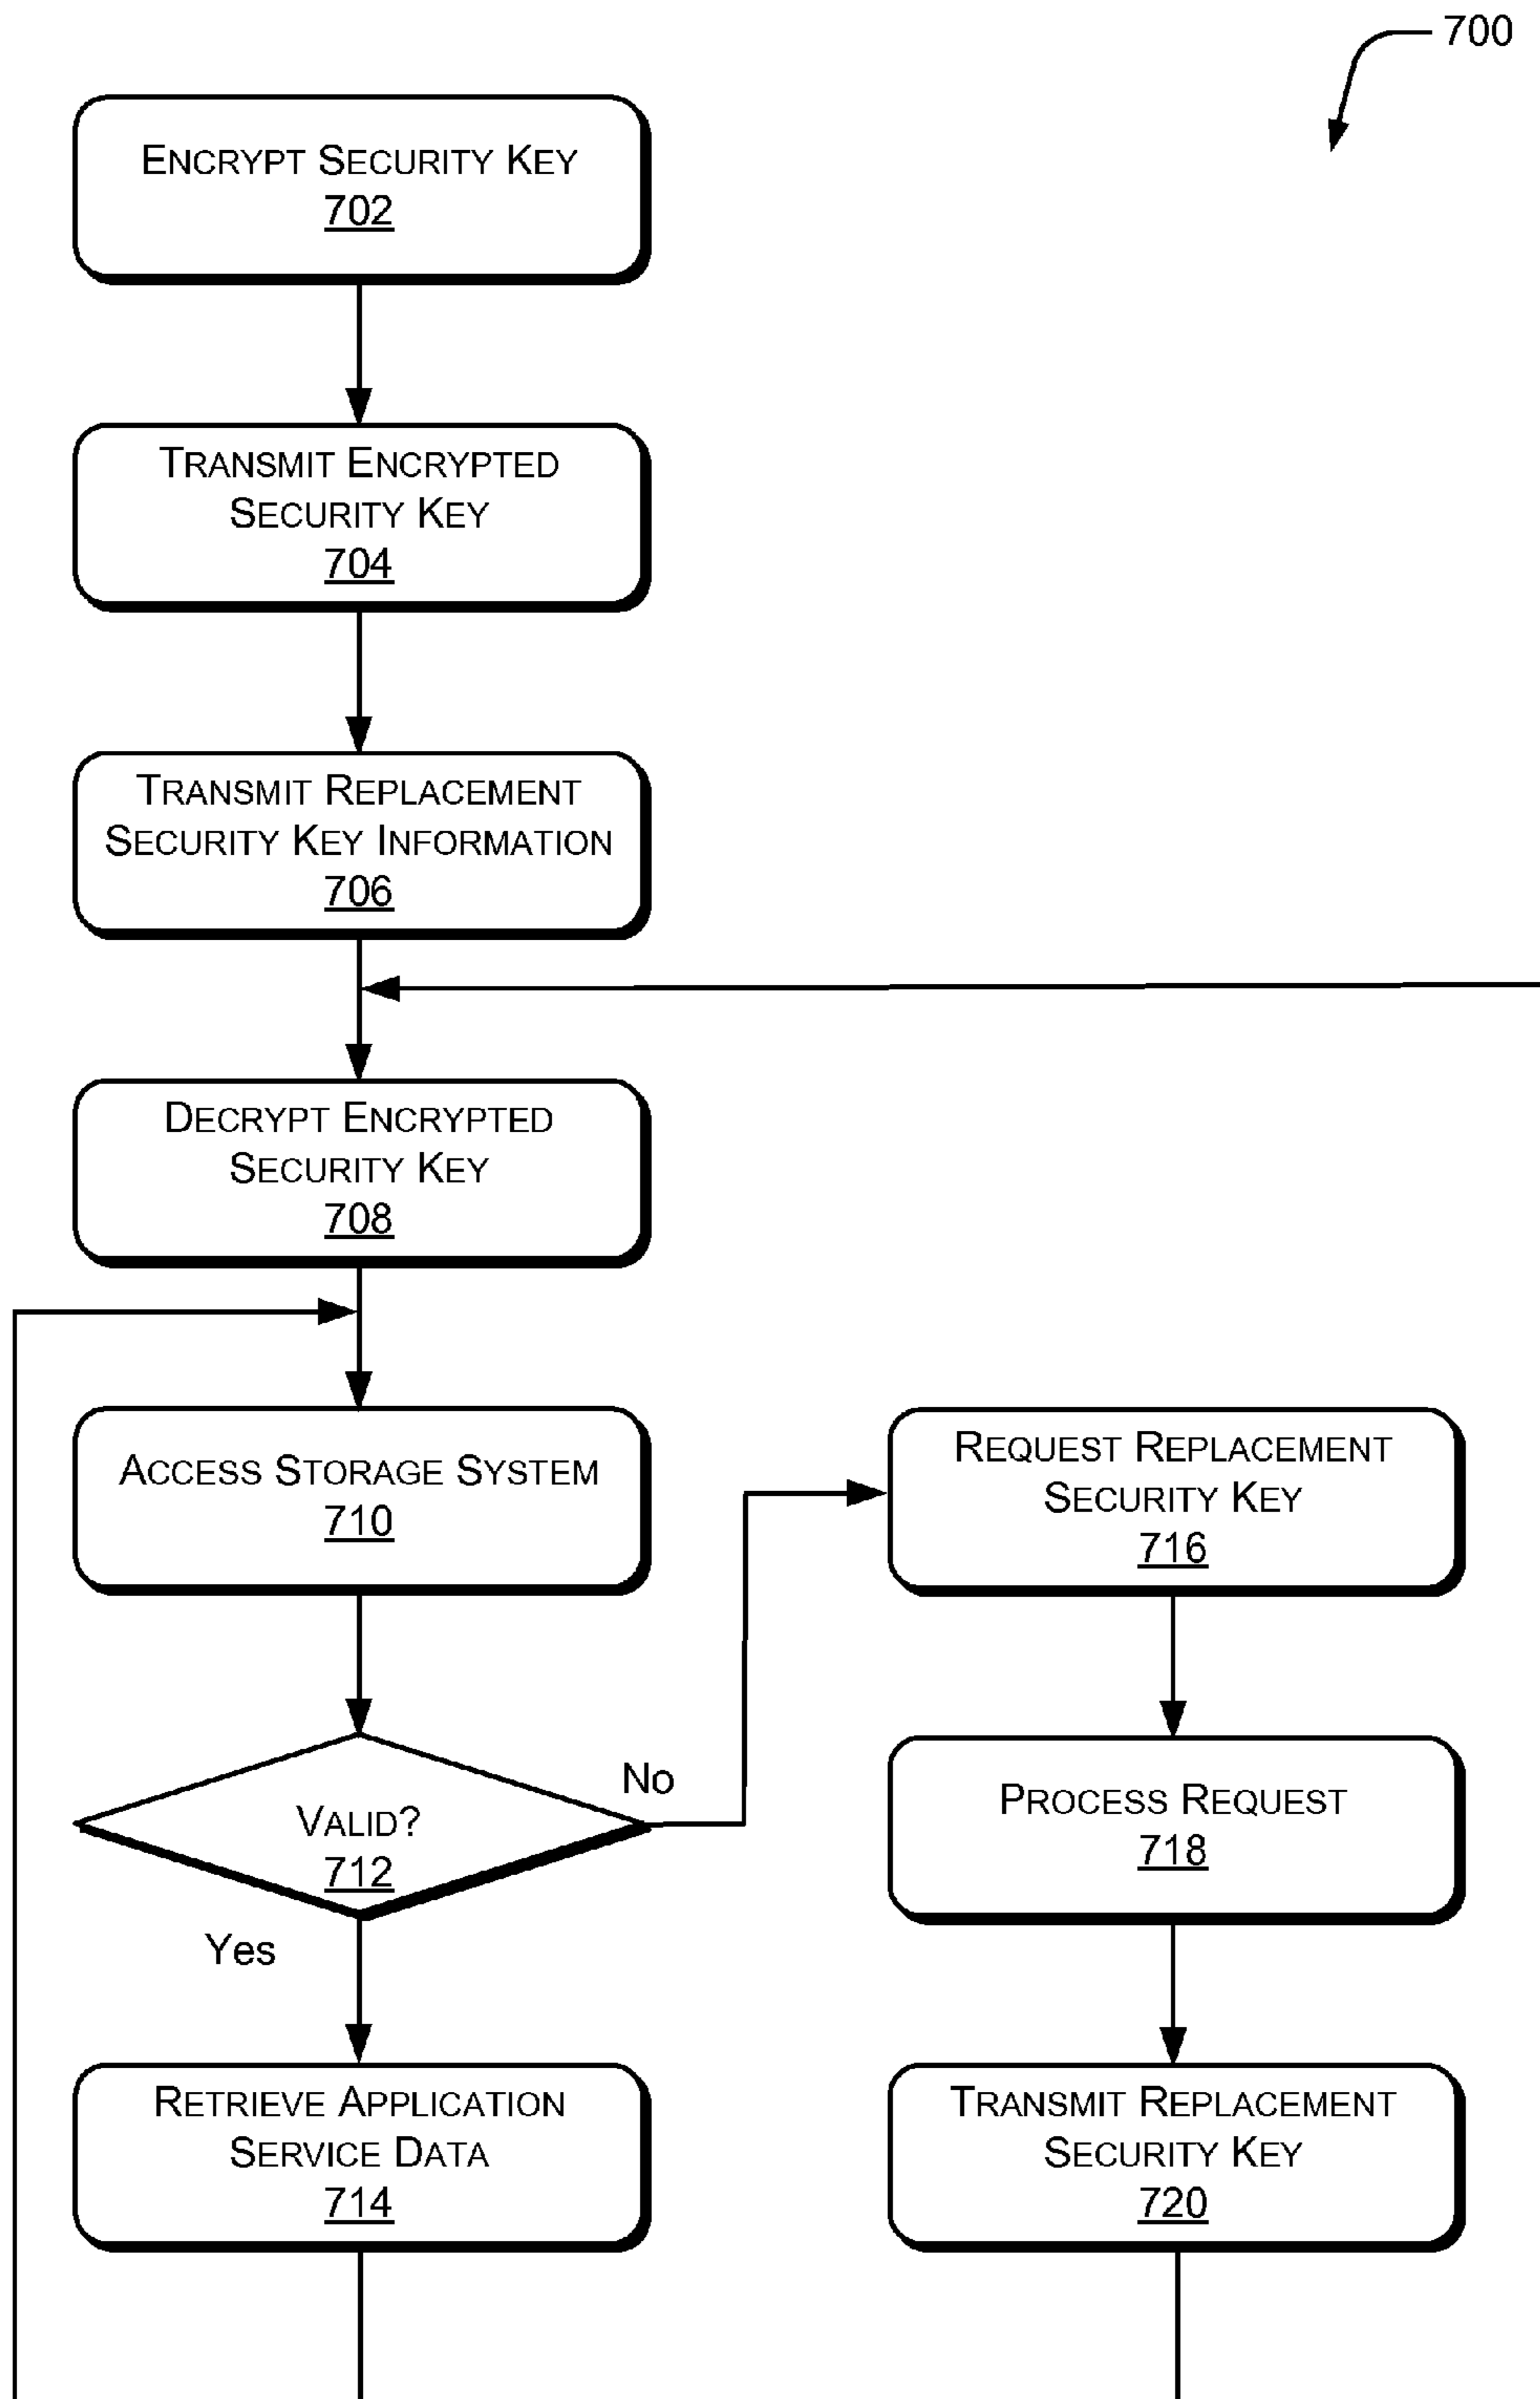 700
ENCRYPT SECURITY KEY
702
TRANSMIT ENCRYPTED
SECURITY KEY
704
TRANSMIT REPLACEMENT
SECURITY KEY INFORMATION
706
DECRYPT ENCRYPTED
SECURITY KEY
708
ACCESS STORAGE SYSTEM
710
VALID?
712
No
Yes
RETRIEVE APPLICATION
SERVICE DATA
714
REQUEST REPLACEMENT
SECURITY KEY
716
PROCESS REQUEST
718
TRANSMIT REPLACEMENT
SECURITY KEY
720